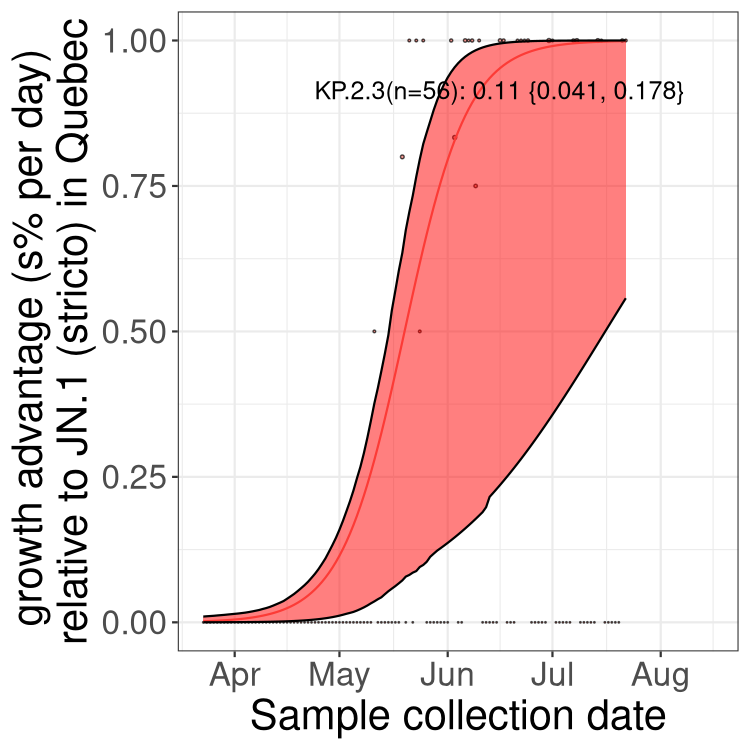 growth advantage (s% per day)
relative to JN.1 (stricto) in Quebec
1.00
0.75
0.50
0.25
0.00
KP.2.3(n=56): 0.11 {0.041, 0.178}
Apr May Jun Jul Aug
Sample collection date